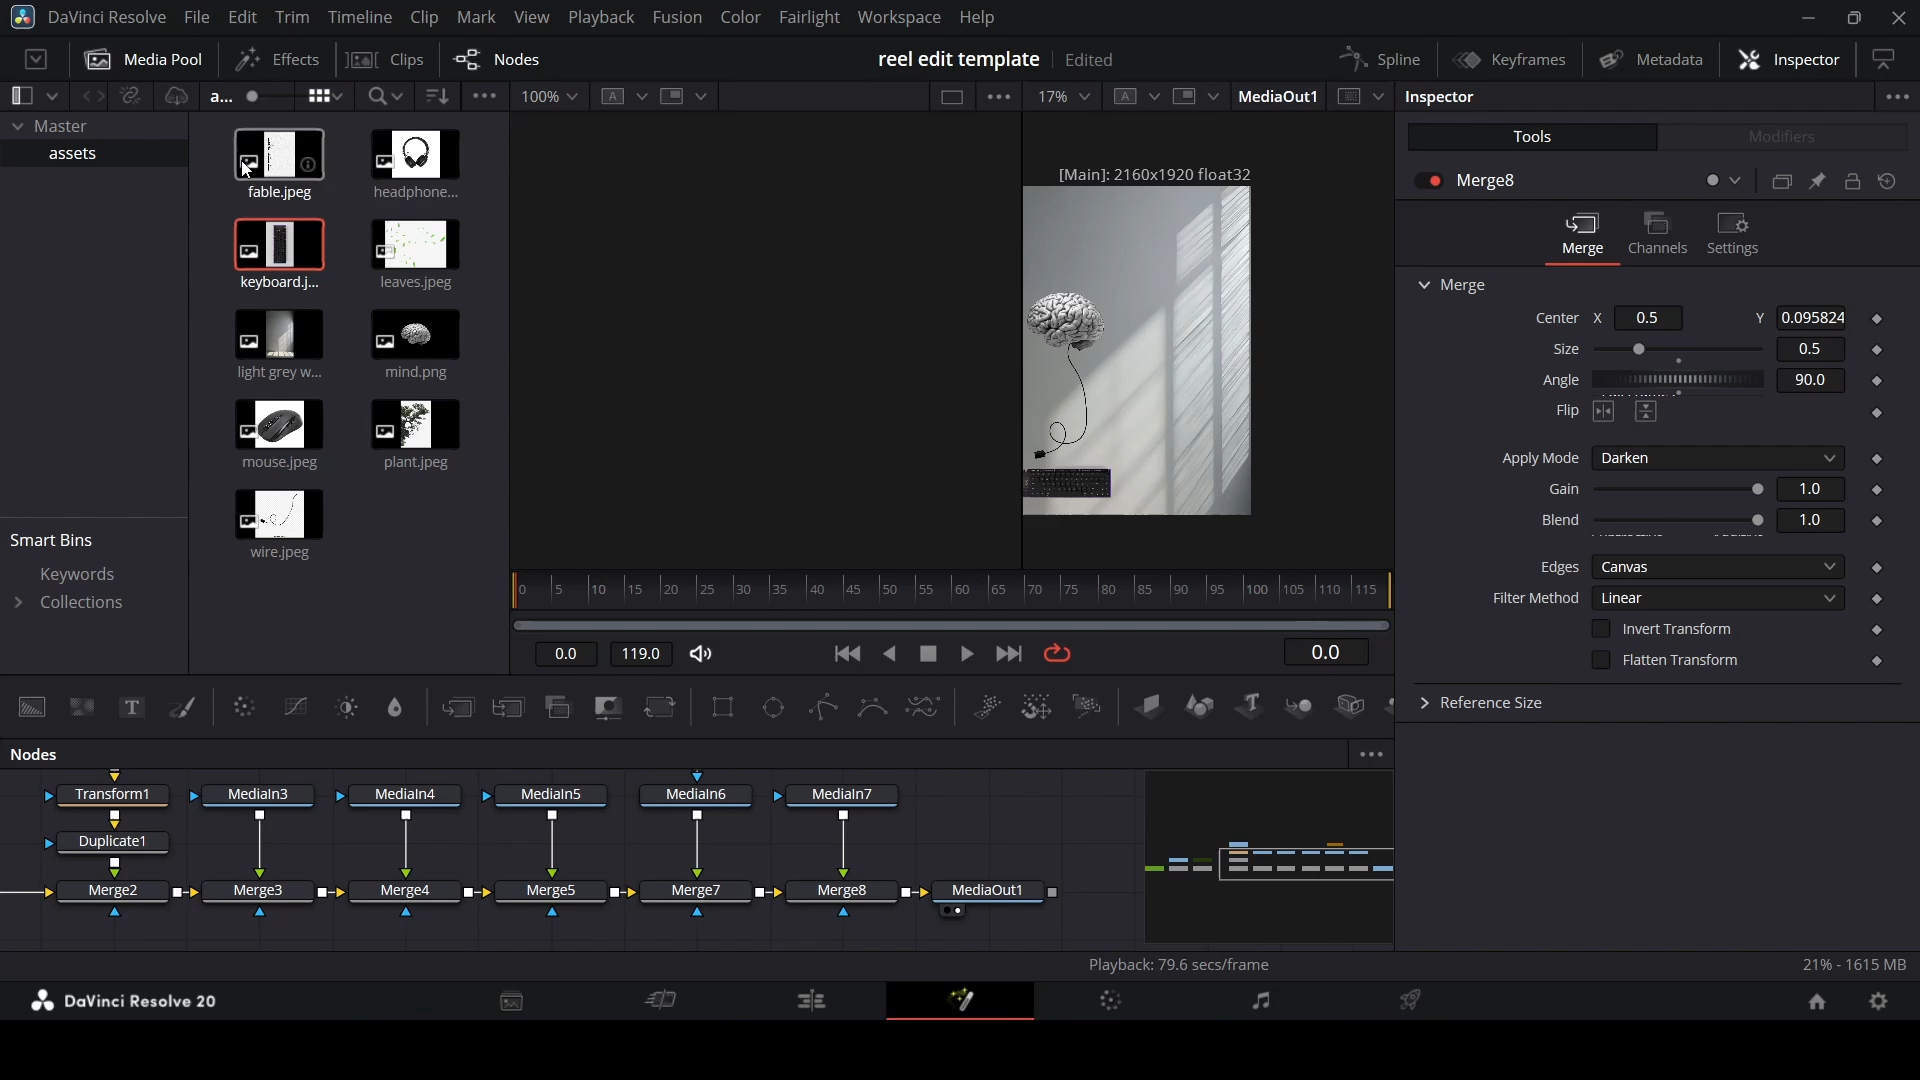 DaVinci Resolve File Edit Trim Timeline Clip Mark View Playback Fusion Color Fairlight Workspace Help
Media Pool Effects Clips Nodes reel edit template Edited Spline Keyframes Metadata Inspector
a... 100% A 17% A MediaOut1 Inspector
Master
assets
fable.jpeg headphone...
keyboard.j... leaves.jpeg
light grey w... mind.png
mouse.jpeg plant.jpeg
wire.jpeg
Smart Bins
Keywords
Collections
[Main]: 2160x1920 float32
0 5 10 15 20 25 30 35 40 45 50 55 60 65 70 75 80 85 90 95 100 105 110 115
0.0 119.0 0.0
Tools Modifiers
Merge8
Merge Channels Settings
Merge
Center X 0.5 Y 0.095824
Size 0.5
Angle 90.0
Flip
Apply Mode Darken
Gain 1.0
Blend 1.0
Edges Canvas
Filter Method Linear
Invert Transform
Flatten Transform
Reference Size
T T
Nodes
Transform1 MediaIn3 MediaIn4 MediaIn5 MediaIn6 MediaIn7
Duplicate1
Merge2 Merge3 Merge4 Merge5 Merge7 Merge8 MediaOut1
Playback: 79.6 secs/frame 21% - 1615 MB
DaVinci Resolve 20